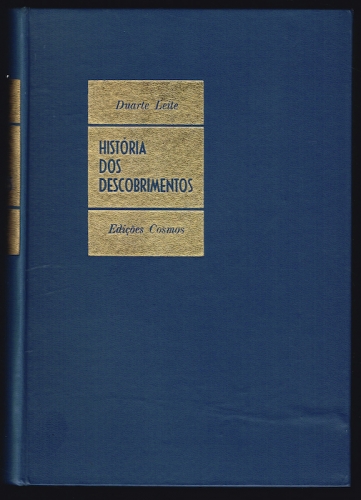 Duarte Leite
HISTÓRIA
DOS
DESCOBRIMENTOS
Edições Cosmos